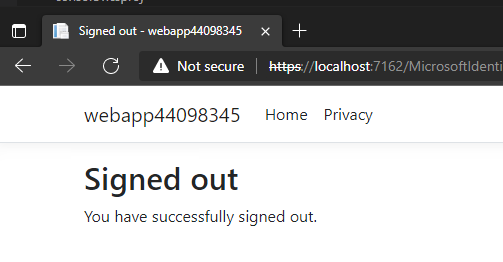 Signed out - webapp44098345
Not secure https://localhost:7162/MicrosoftIdenti
webapp44098345 Home Privacy
Signed out
You have successfully signed out.